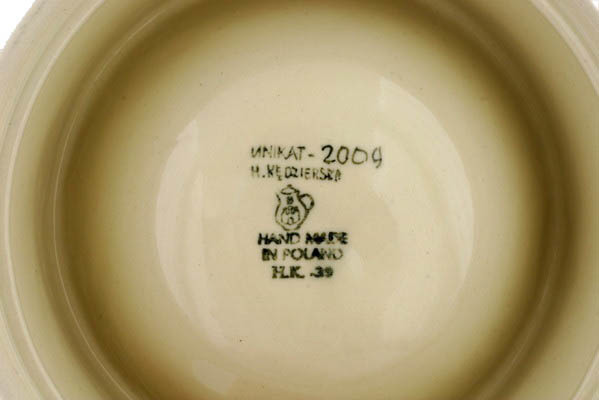 UNIKAT - 2009
H. KĘDZIERSKA
HAND MADE
IN POLAND
H.K. -39